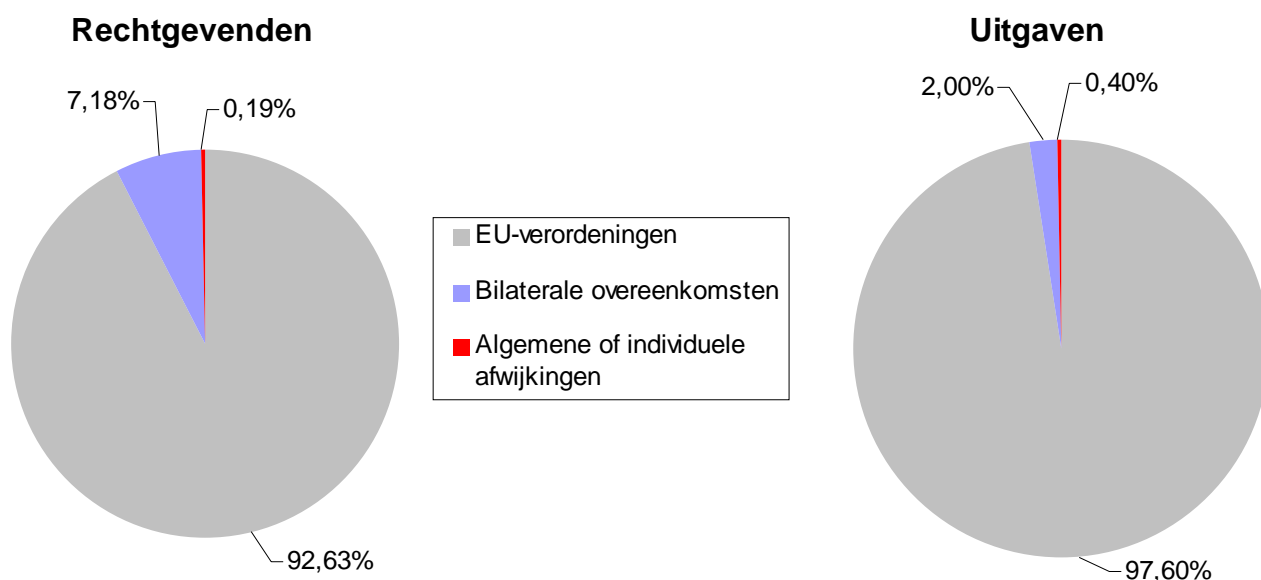 Rechtgevenden
7,18%
0,19%
92,63%
EU-verordeningen
Bilaterale overeenkomsten
Algemene of individuele
afwijkingen
Uitgaven
2,00%
0,40%
97,60%